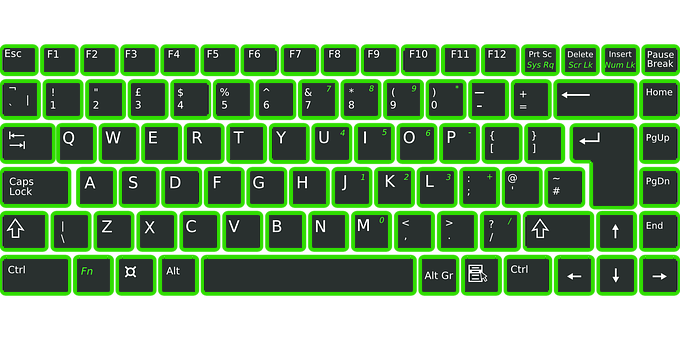 Esc F1 F2 F3 F4 F5 F6 F7 F8 F9 F10 F11 F12 Prt Sc Delete Insert Pause
Sys Rq Scr Lk Num Lk Break
¬ ! " £ $ % ^ & 7 * 8 ( 9 ) * — + ← Home
` | 1 2 3 4 5 6 7 8 9 0 - =
Q W E R T Y U 4 I 5 O 6 P - { } PgUp
[ ]
Caps A S D F G H J 1 K 2 L 3 : + @ ~ PgDn
Lock ; ' #
| Z X C V B N M 0 < > ? / End
\ , . /
Ctrl Fn Alt Alt Gr Ctrl ← ↓ →